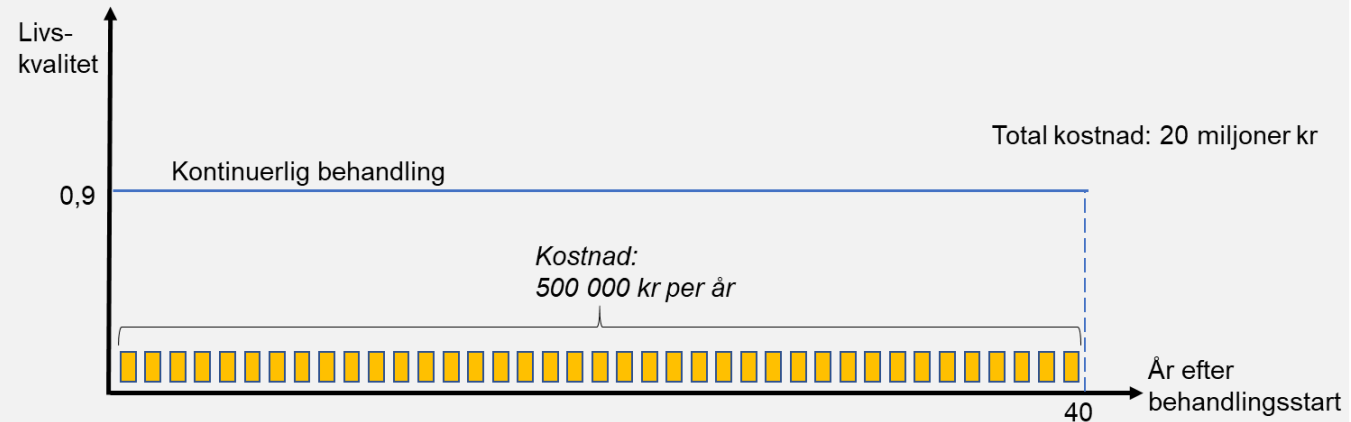 Livs-
kvalitet
Total kostnad: 20 miljoner kr
Kontinuerlig behandling
0,9
Kostnad:
500 000 kr per år
År efter
behandlingsstart
40